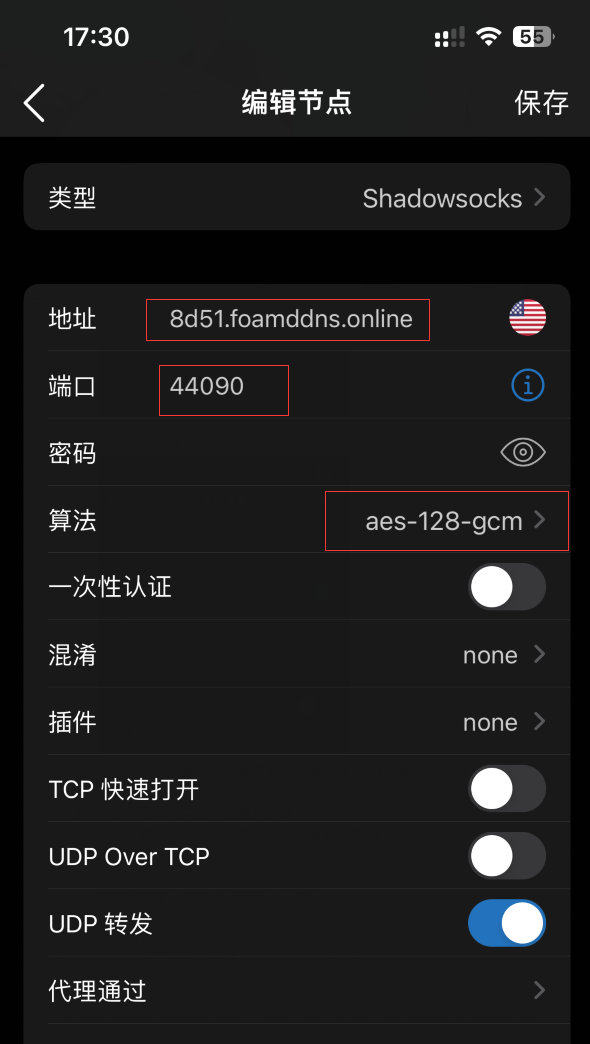 17:30
55
编辑节点
保存
类型 Shadowsocks
地址 8d51.foamddns.online
端口 44090
密码
算法 aes-128-gcm
一次性认证
混淆 none
插件 none
TCP 快速打开
UDP Over TCP
UDP 转发
代理通过